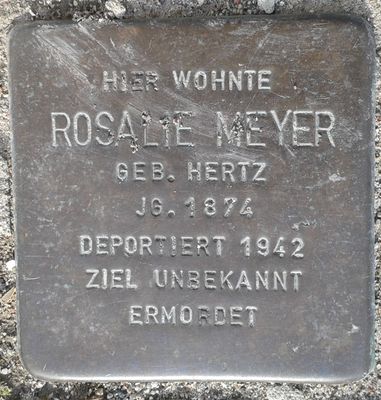 HIER WOHNTE
ROSALIE MEYER
GEB. HERTZ
JG. 1874
DEPORTIERT 1942
ZIEL UNBEKANNT
ERMORDET